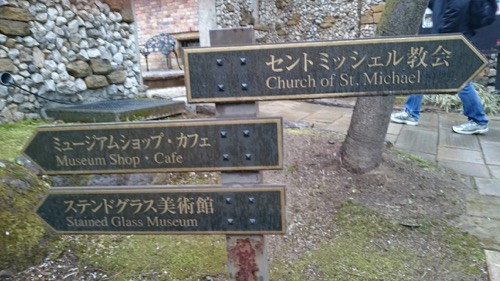 セントミッシェル教会
Church of St. Michael
ミュージアムショップ・カフェ
Museum Shop・Cafe
ステンドグラス美術館
Stained Glass Museum